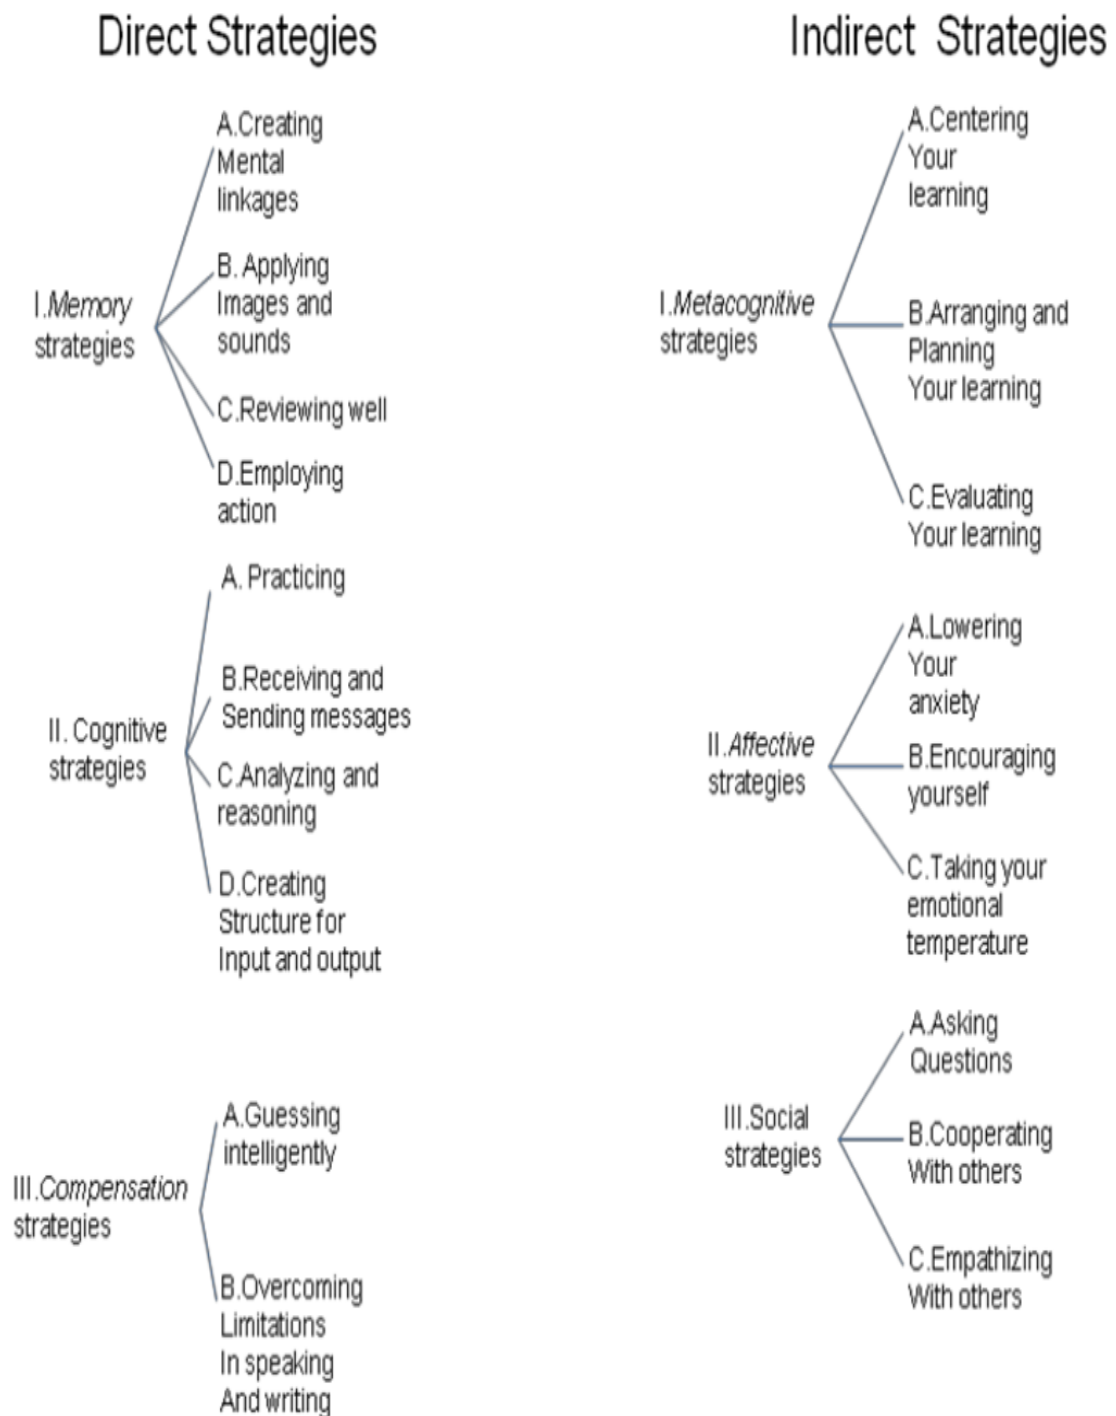 Direct Strategies
I.Memory
strategies
A.Creating
Mental
linkages
B. Applying
Images and
sounds
C.Reviewing well
D.Employing
action
II. Cognitive
strategies
A. Practicing
B.Receiving and
Sending messages
C.Analyzing and
reasoning
D.Creating
Structure for
Input and output
III.Compensation
strategies
A.Guessing
intelligently
B.Overcoming
Limitations
In speaking
And writing
Indirect Strategies
I.Metacognitive
strategies
A.Centering
Your
learning
B.Arranging and
Planning
Your learning
C.Evaluating
Your learning
II.Affective
strategies
A.Lowering
Your
anxiety
B.Encouraging
yourself
C.Taking your
emotional
temperature
III.Social
strategies
A.Asking
Questions
B.Cooperating
With others
C.Empathizing
With others